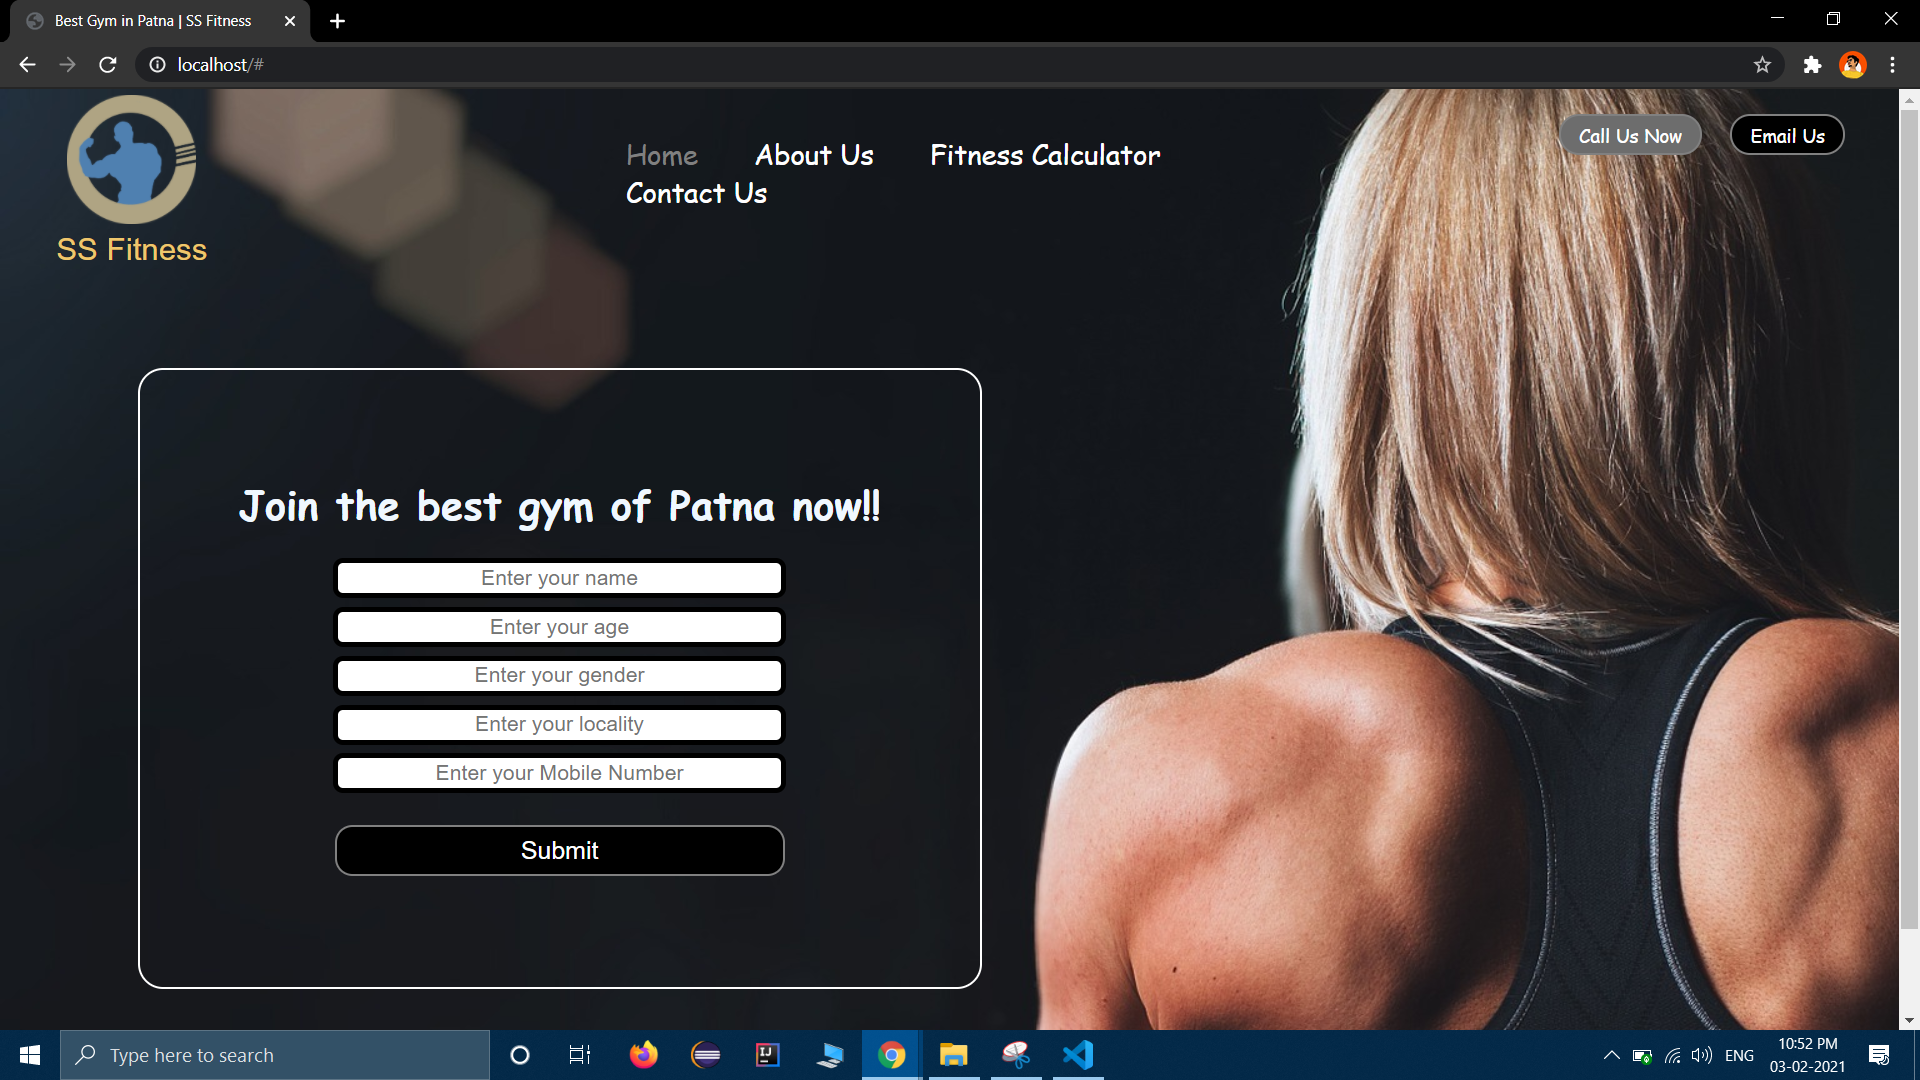 Best Gym in Patna | SS Fitness
localhost/#
Home About Us Fitness Calculator
Contact Us
Call Us Now Email Us
SS Fitness
Join the best gym of Patna now!!
Enter your name
Enter your age
Enter your gender
Enter your locality
Enter your Mobile Number
Submit
Type here to search
IJ
ENG
10:52 PM
03-02-2021